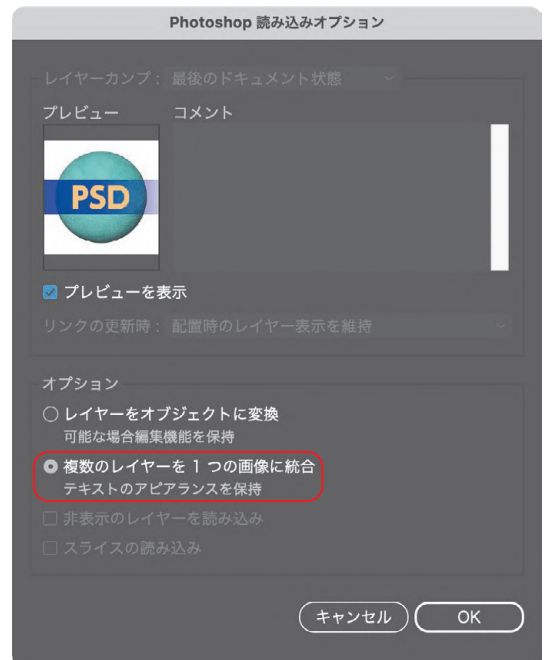 Photoshop 読み込みオプション
レイヤーカンプ： 最後のドキュメント状態
プレビュー コメント
PSD
プレビューを表示
リンクの更新時： 配置時のレイヤー表示を維持
オプション
レイヤーをオブジェクトに変換
可能な場合編集機能を保持
複数のレイヤーを 1 つの画像に統合
テキストのアピアランスを保持
非表示のレイヤーを読み込み
スライスの読み込み
キャンセル OK